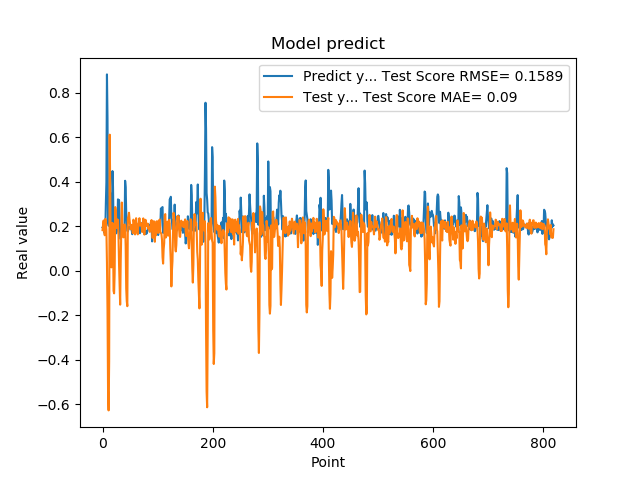 Model predict
Predict y... Test Score RMSE= 0.1589
Test y... Test Score MAE= 0.09
Real value
0.8
0.6
0.4
0.2
0.0
−0.2
−0.4
−0.6
0 200 400 600 800
Point